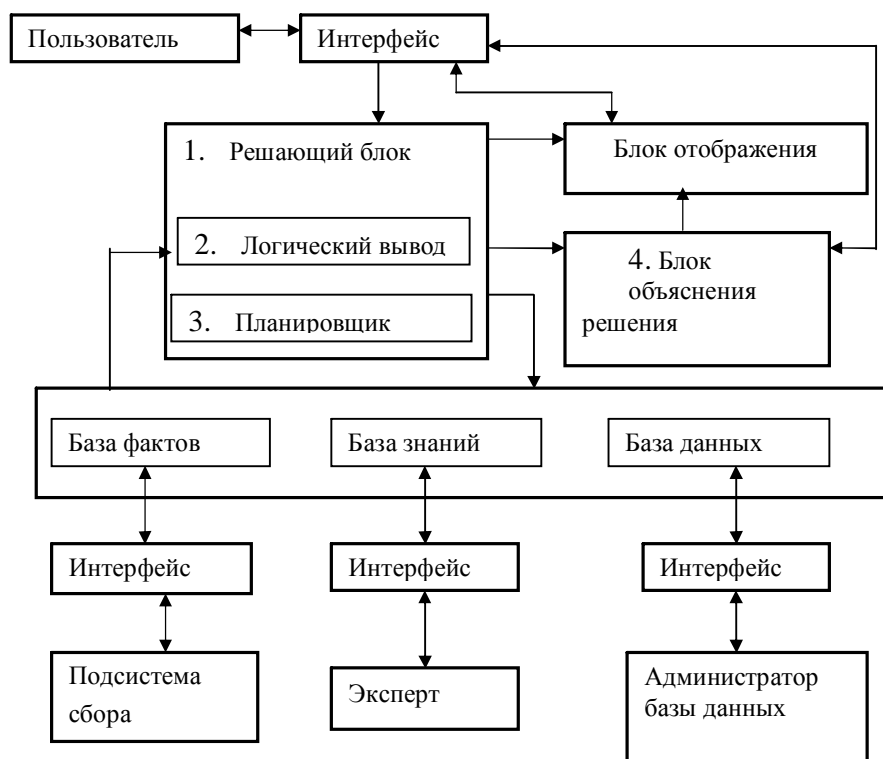 Пользователь
Интерфейс
1. Решающий блок
Блок отображения
2. Логический вывод
4. Блок
объяснения
решения
3. Планировщик
База фактов
База знаний
База данных
Интерфейс
Интерфейс
Интерфейс
Подсистема
сбора
Эксперт
Администратор
базы данных